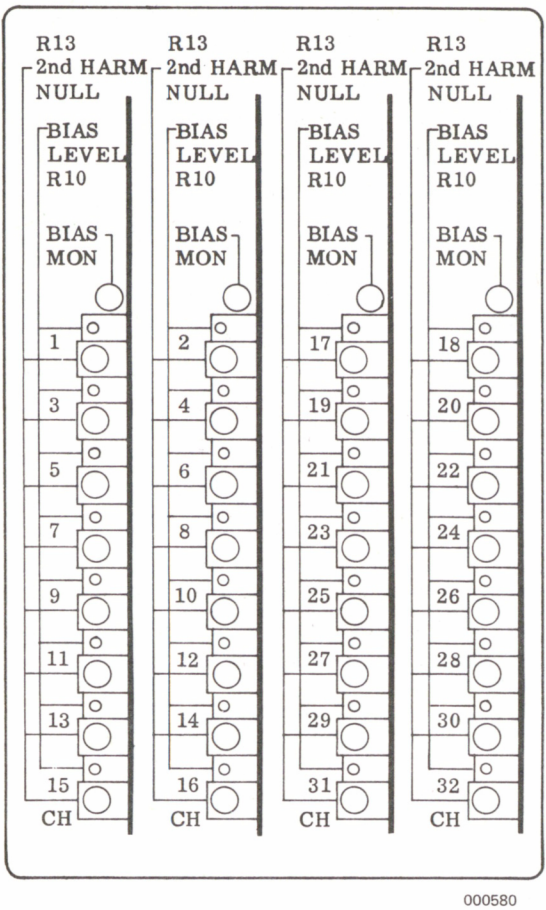 R13
2nd HARM
NULL
BIAS
LEVEL
R10
BIAS
MON
1
3
5
7
9
11
13
15
CH
R13
2nd HARM
NULL
BIAS
LEVEL
R10
BIAS
MON
2
4
6
8
10
12
14
16
CH
R13
2nd HARM
NULL
BIAS
LEVEL
R10
BIAS
MON
17
19
21
23
25
27
29
31
CH
R13
2nd HARM
NULL
BIAS
LEVEL
R10
BIAS
MON
18
20
22
24
26
28
30
32
CH
000580